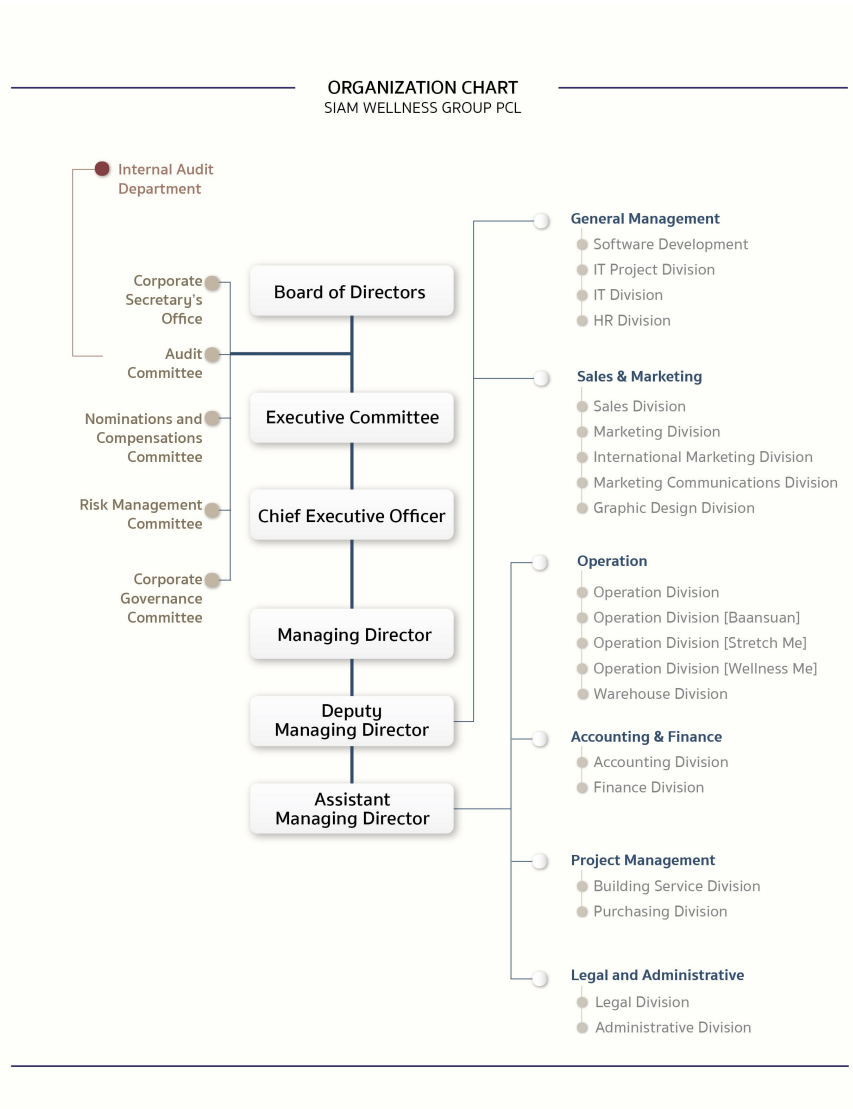 ORGANIZATION CHART
SIAM WELLNESS GROUP PCL
Internal Audit
Department
Corporate
Secretary's
Office
Audit
Committee
Nominations and
Compensations
Committee
Risk Management
Committee
Corporate
Governance
Committee
Board of Directors
Executive Committee
Chief Executive Officer
Managing Director
Deputy
Managing Director
Assistant
Managing Director
General Management
Software Development
IT Project Division
IT Division
HR Division
Sales & Marketing
Sales Division
Marketing Division
International Marketing Division
Marketing Communications Division
Graphic Design Division
Operation
Operation Division
Operation Division [Baansuan]
Operation Division [Stretch Me]
Operation Division [Wellness Me]
Warehouse Division
Accounting & Finance
Accounting Division
Finance Division
Project Management
Building Service Division
Purchasing Division
Legal and Administrative
Legal Division
Administrative Division